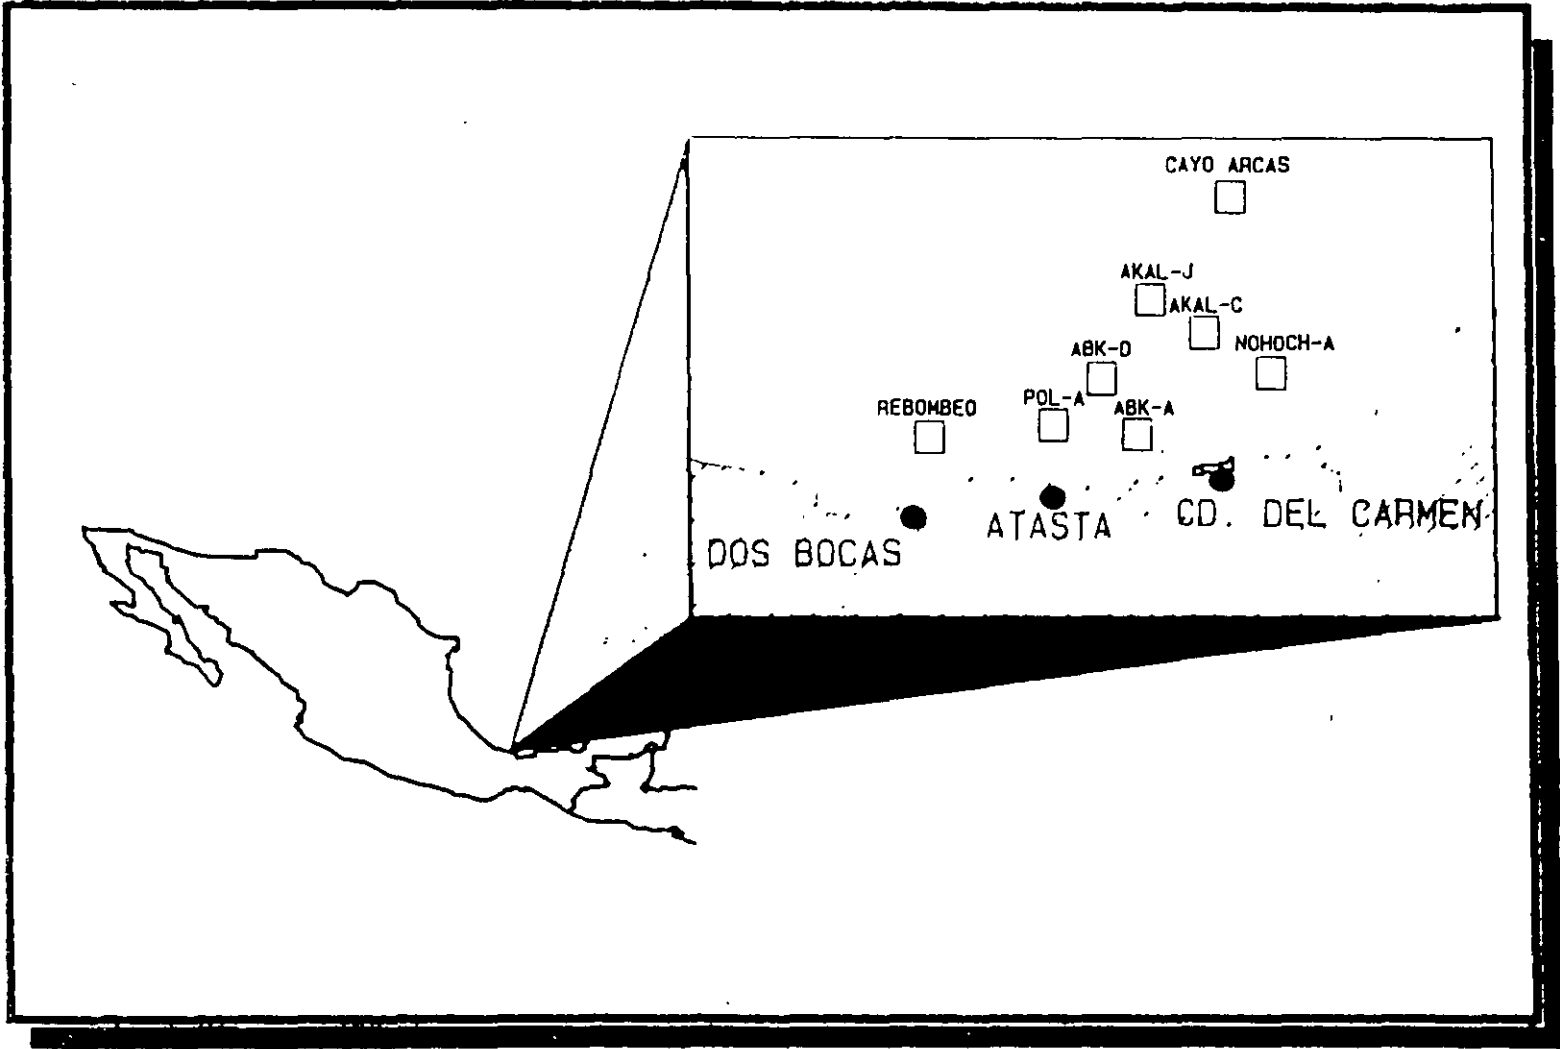 CAYO ARCAS
AKAL-J
AKAL-C
NOHOCH-A
ABK-D
POL-A
ABK-A
REBOMBEO
CD. DEL CARMEN
ATASTA
DOS BOCAS